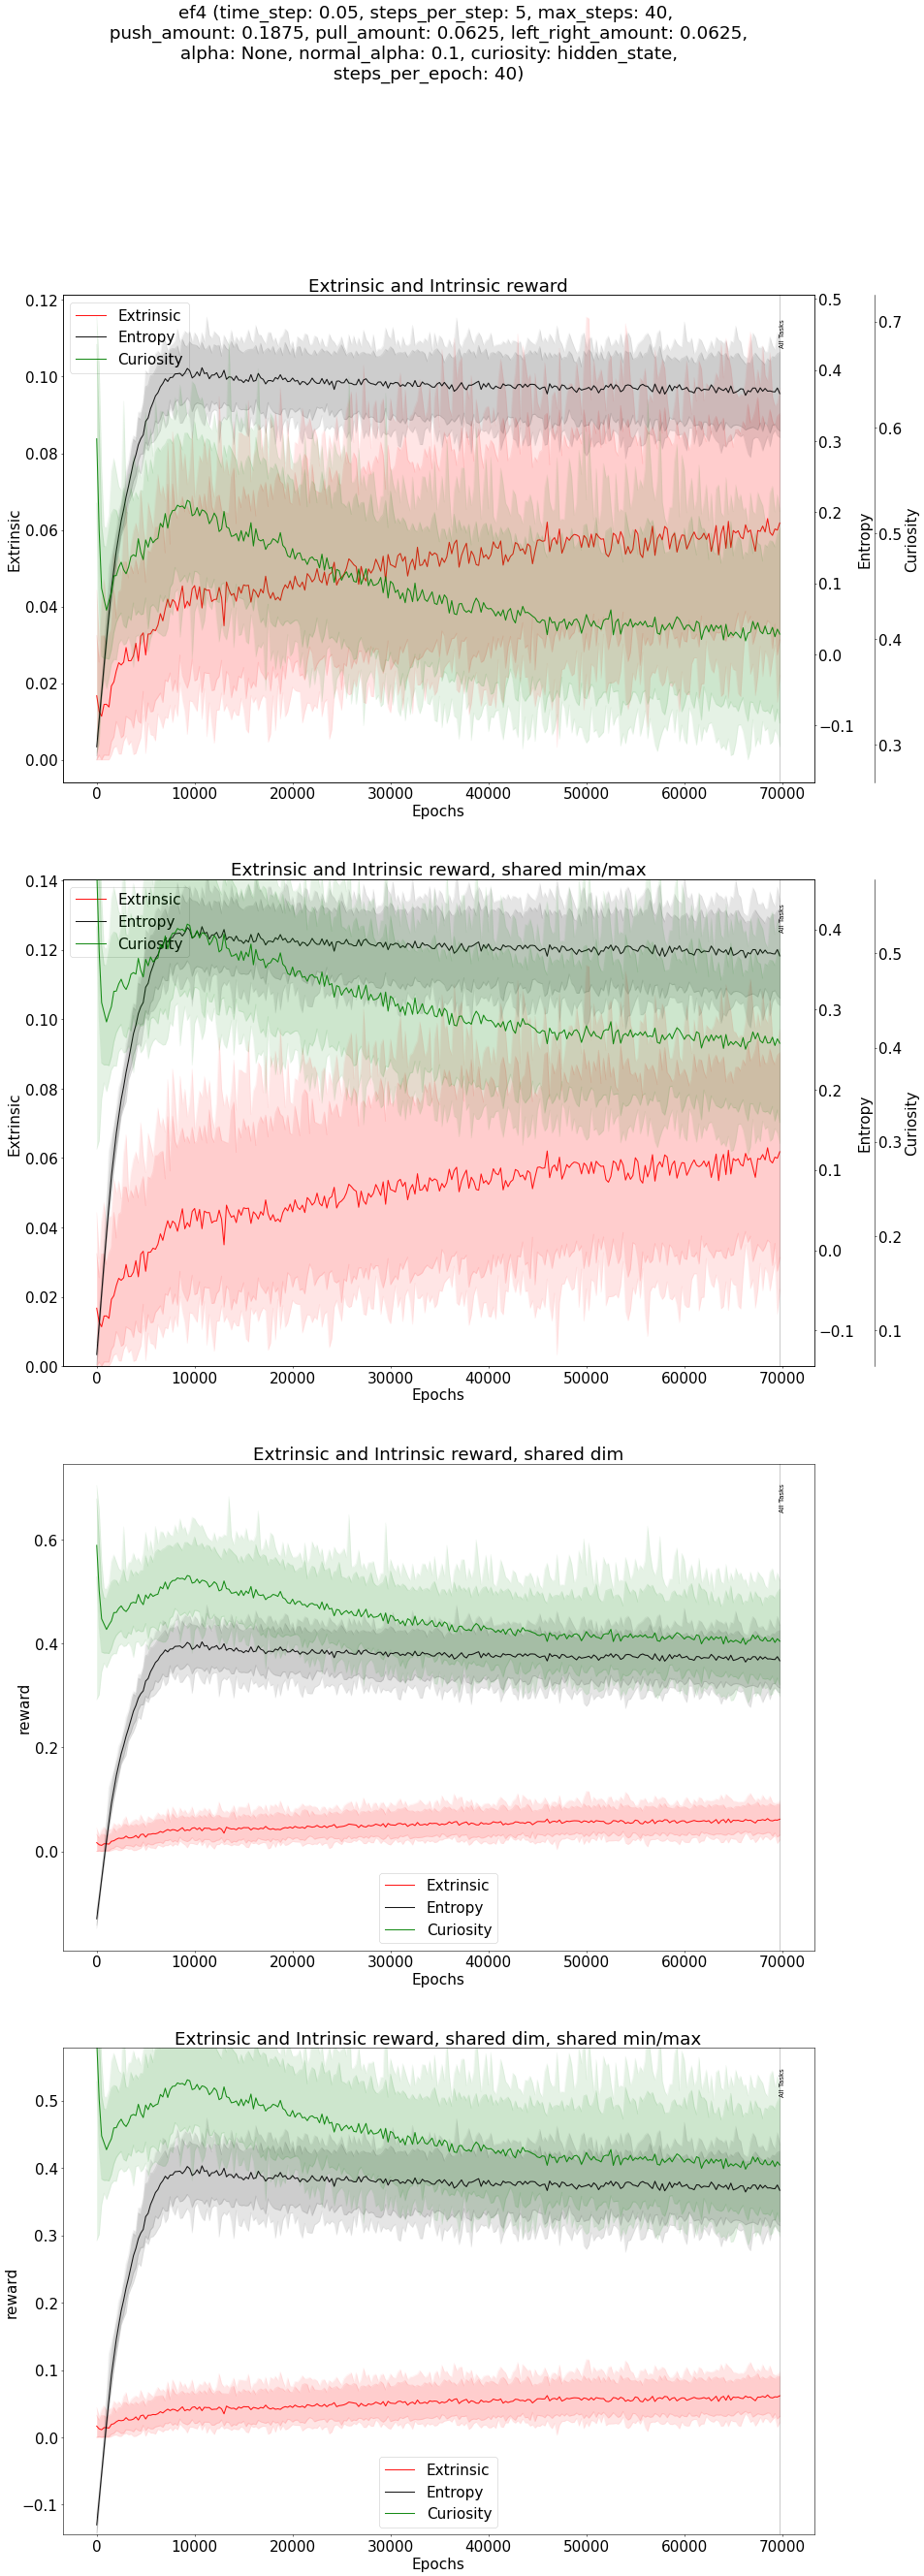 ef4 (time_step: 0.05, steps_per_step: 5, max_steps: 40,
push_amount: 0.1875, pull_amount: 0.0625, left_right_amount: 0.0625,
alpha: None, normal_alpha: 0.1, curiosity: hidden_state,
steps_per_epoch: 40)
Extrinsic and Intrinsic reward
Extrinsic
Entropy
Curiosity
All Tasks
0.12
0.10
0.08
0.06
0.04
0.02
0.00
Extrinsic
0.5
0.4
0.3
0.2
0.1
0.0
−0.1
Entropy
0.7
0.6
0.5
0.4
0.3
Curiosity
0 10000 20000 30000 40000 50000 60000 70000
Epochs
Extrinsic and Intrinsic reward, shared min/max
Extrinsic
Entropy
Curiosity
All Tasks
0.14
0.12
0.10
0.08
0.06
0.04
0.02
0.00
Extrinsic
0.4
0.3
0.2
0.1
0.0
−0.1
Entropy
0.5
0.4
0.3
0.2
0.1
Curiosity
0 10000 20000 30000 40000 50000 60000 70000
Epochs
Extrinsic and Intrinsic reward, shared dim
All Tasks
0.6
0.4
0.2
0.0
reward
Extrinsic
Entropy
Curiosity
0 10000 20000 30000 40000 50000 60000 70000
Epochs
Extrinsic and Intrinsic reward, shared dim, shared min/max
All Tasks
0.5
0.4
0.3
0.2
0.1
0.0
−0.1
reward
Extrinsic
Entropy
Curiosity
0 10000 20000 30000 40000 50000 60000 70000
Epochs